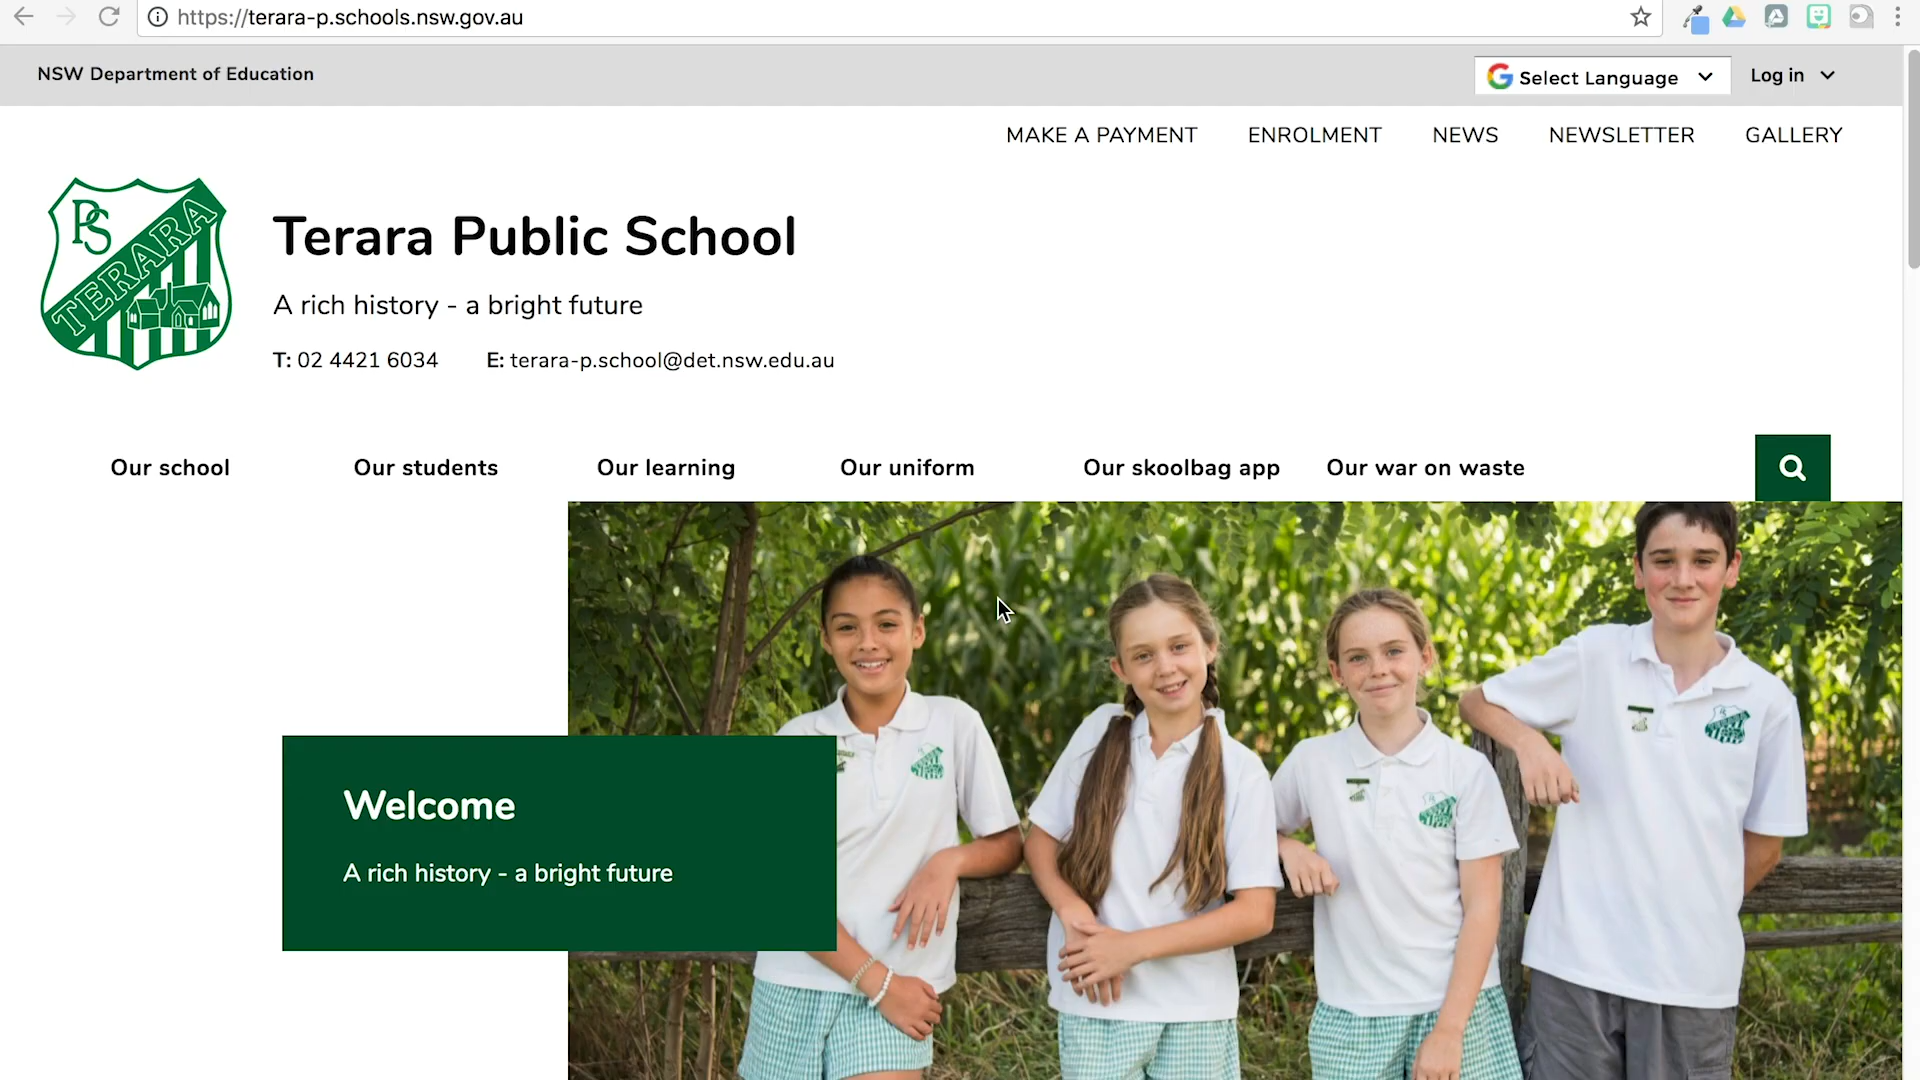 https://terara-p.schools.nsw.gov.au
NSW Department of Education
Select Language
Log in
MAKE A PAYMENT ENROLMENT NEWS NEWSLETTER GALLERY
PS
TERARA
Terara Public School
A rich history - a bright future
T: 02 4421 6034 E: terara-p.school@det.nsw.edu.au
Our school Our students Our learning Our uniform Our skoolbag app Our war on waste
Welcome
A rich history - a bright future